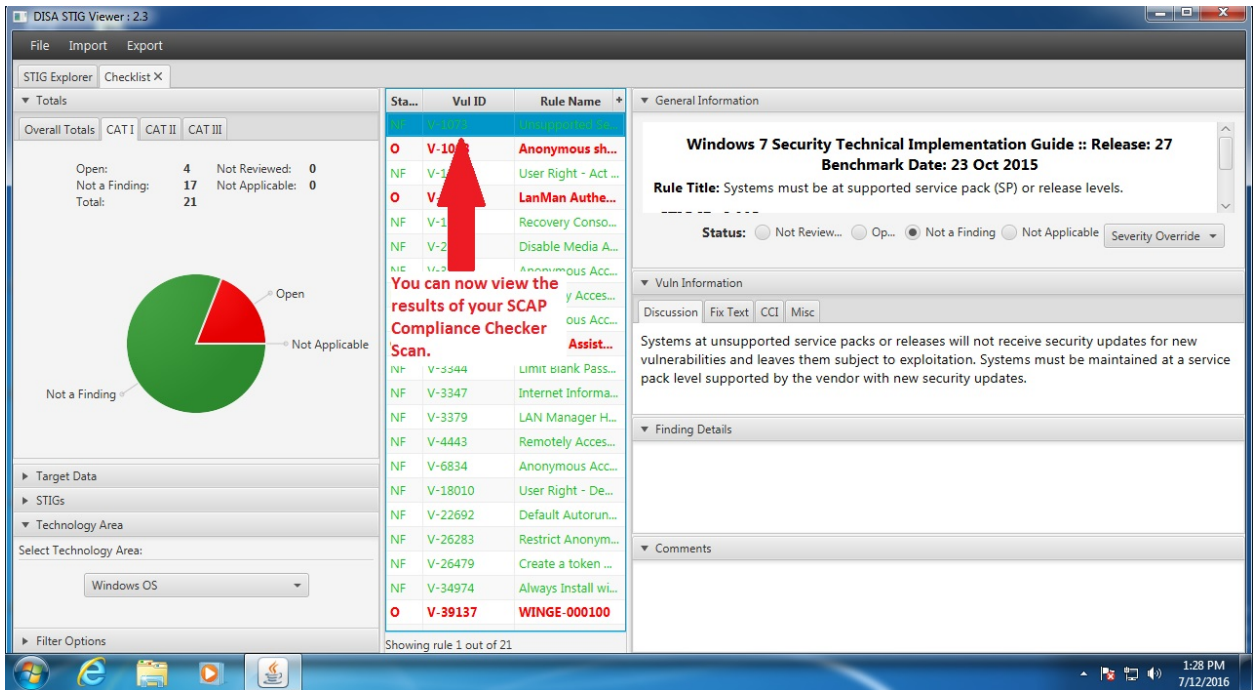 DISA STIG Viewer : 2.3
File Import Export
STIG Explorer Checklist X
Totals
Overall Totals CAT I CAT II CAT III
Open: 4 Not Reviewed: 0
Not a Finding: 17 Not Applicable: 0
Total: 21
Open
Not Applicable
Not a Finding
Target Data
STIGs
Technology Area
Select Technology Area:
Windows OS
Filter Options
Sta... Vul ID Rule Name +
NF V-1073 Unsupported Se...
O Anonymous sh...
NF User Right - Act ...
O LanMan Authe...
NF Recovery Conso...
NF Disable Media A...
NF Anonymous Acc...
y Acces...
ous Acc...
Assist...
NF V-3344 Limit Blank Pass...
NF V-3347 Internet Informa...
NF V-3379 LAN Manager H...
NF V-4443 Remotely Acces...
NF V-6834 Anonymous Acc...
NF V-18010 User Right - De...
NF V-22692 Default Autorun...
NF V-26283 Restrict Anonym...
NF V-26479 Create a token ...
NF V-34974 Always Install wi...
O V-39137 WINGE-000100
Showing rule 1 out of 21
You can now view the
results of your SCAP
Compliance Checker
Scan.
General Information
Windows 7 Security Technical Implementation Guide :: Release: 27
Benchmark Date: 23 Oct 2015
Rule Title: Systems must be at supported service pack (SP) or release levels.
Status: Not Review... Op... Not a Finding Not Applicable Severity Override
Vuln Information
Discussion Fix Text CCI Misc
Systems at unsupported service packs or releases will not receive security updates for new
vulnerabilities and leaves them subject to exploitation. Systems must be maintained at a service
pack level supported by the vendor with new security updates.
Finding Details
Comments
1:28 PM
7/12/2016